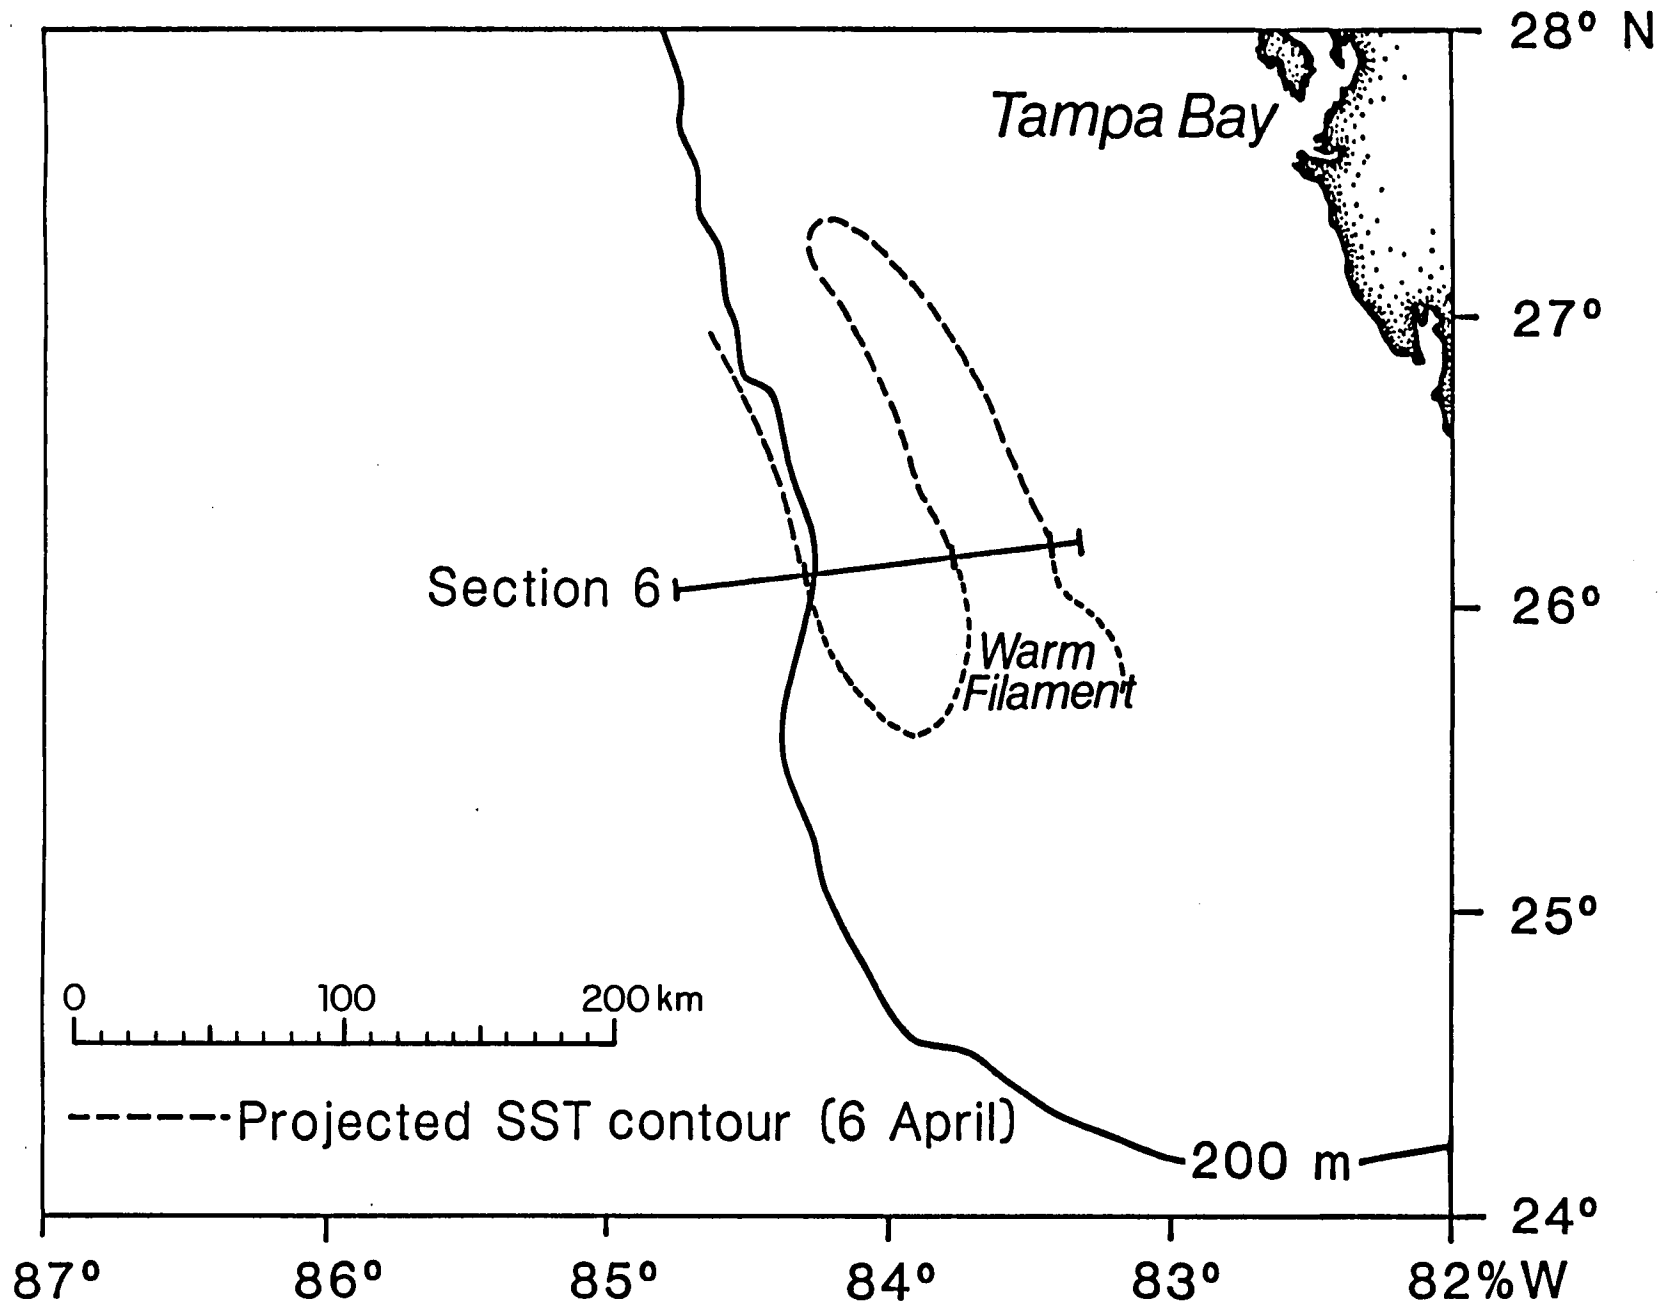 28° N
Tampa Bay
27°
Section 6
26°
Warm
Filament
25°
0 100 200 km
Projected SST contour (6 April)
200 m
24°
87° 86° 85° 84° 83° 82% W